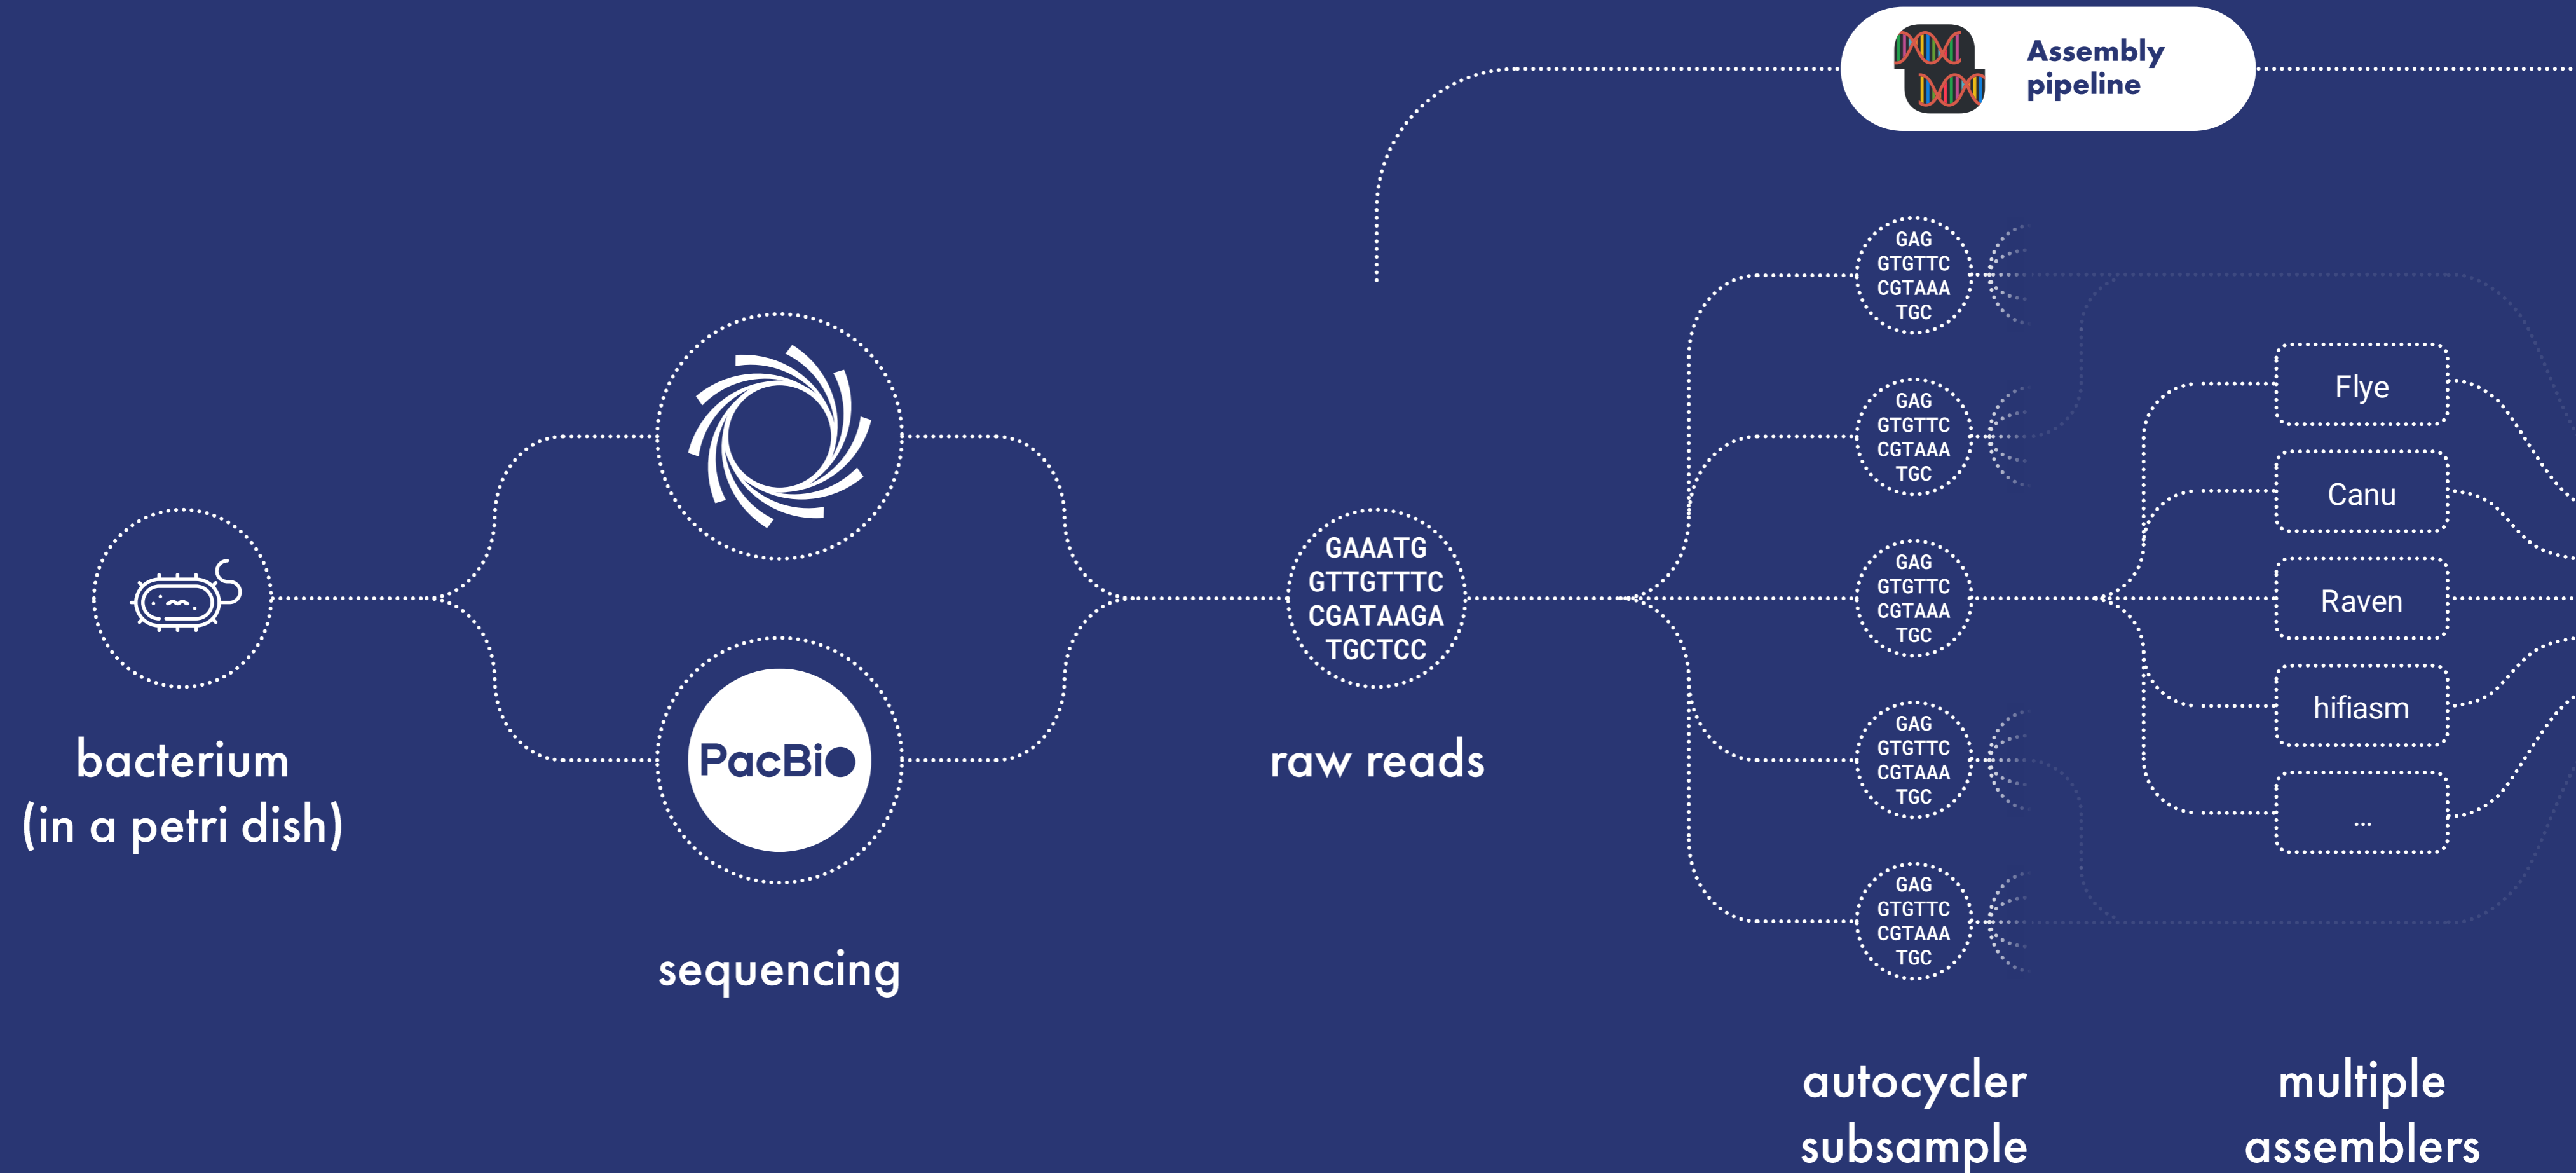 Assembly
pipeline
bacterium
(in a petri dish)
PacBio
sequencing
GAAATG
GTTGTTTC
CGATAAGA
TGCTCC
raw reads
GAG
GTGTTC
CGTAAA
TGC
GAG
GTGTTC
CGTAAA
TGC
GAG
GTGTTC
CGTAAA
TGC
GAG
GTGTTC
CGTAAA
TGC
GAG
GTGTTC
CGTAAA
TGC
autocycler
subsample
Flye
Canu
Raven
hifiasm
...
multiple
assemblers